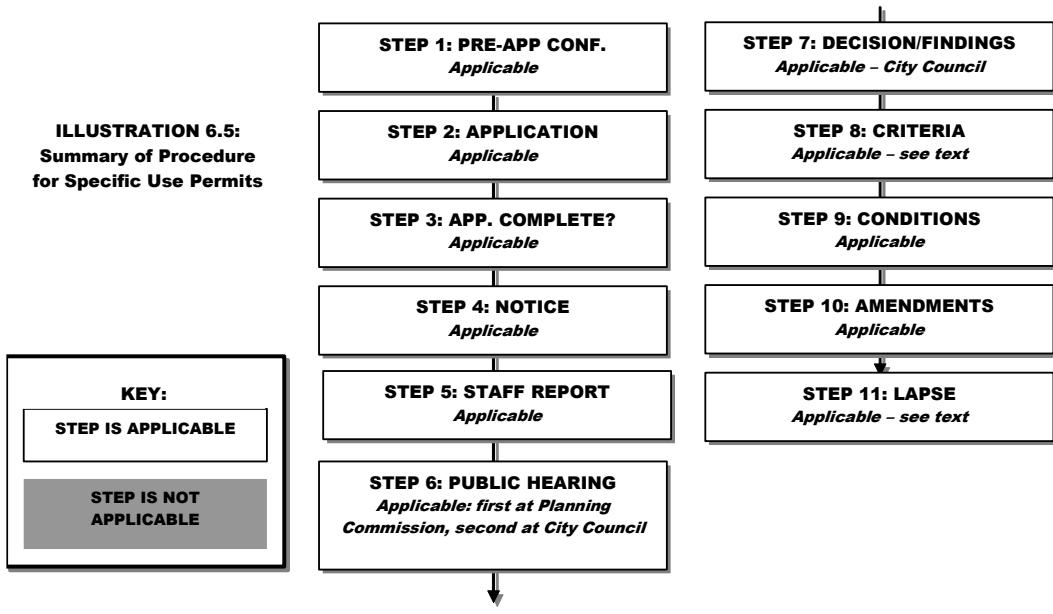 ILLUSTRATION 6.5:
Summary of Procedure
for Specific Use Permits
KEY:
STEP IS APPLICABLE
STEP IS NOT
APPLICABLE
STEP 1: PRE-APP CONF.
Applicable
STEP 2: APPLICATION
Applicable
STEP 3: APP. COMPLETE?
Applicable
STEP 4: NOTICE
Applicable
STEP 5: STAFF REPORT
Applicable
STEP 6: PUBLIC HEARING
Applicable: first at Planning
Commission, second at City Council
STEP 7: DECISION/FINDINGS
Applicable – City Council
STEP 8: CRITERIA
Applicable – see text
STEP 9: CONDITIONS
Applicable
STEP 10: AMENDMENTS
Applicable
STEP 11: LAPSE
Applicable – see text